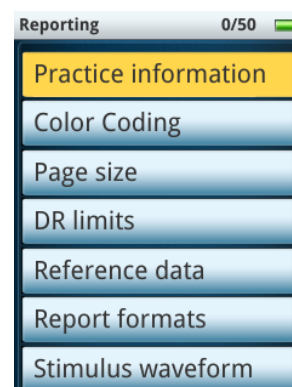 Reporting 0/50
Practice information
Color Coding
Page size
DR limits
Reference data
Report formats
Stimulus waveform